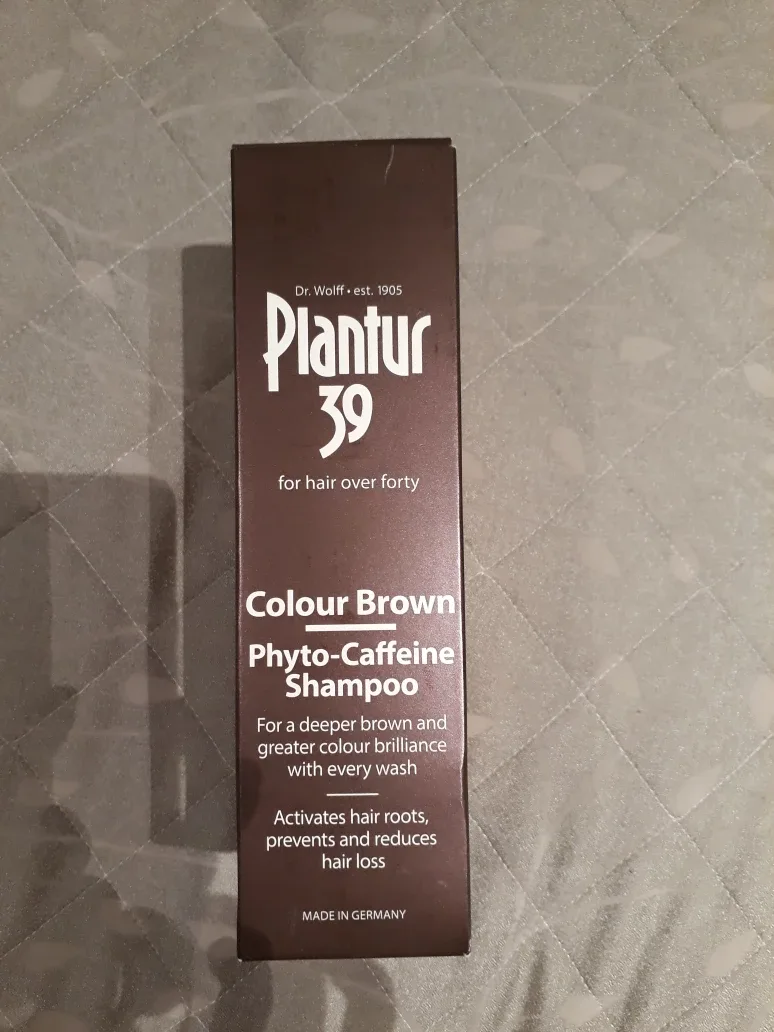 Dr. Wolff • est. 1905
Plantur
39
for hair over forty
Colour Brown
Phyto-Caffeine
Shampoo
For a deeper brown and
greater colour brilliance
with every wash
Activates hair roots,
prevents and reduces
hair loss
MADE IN GERMANY